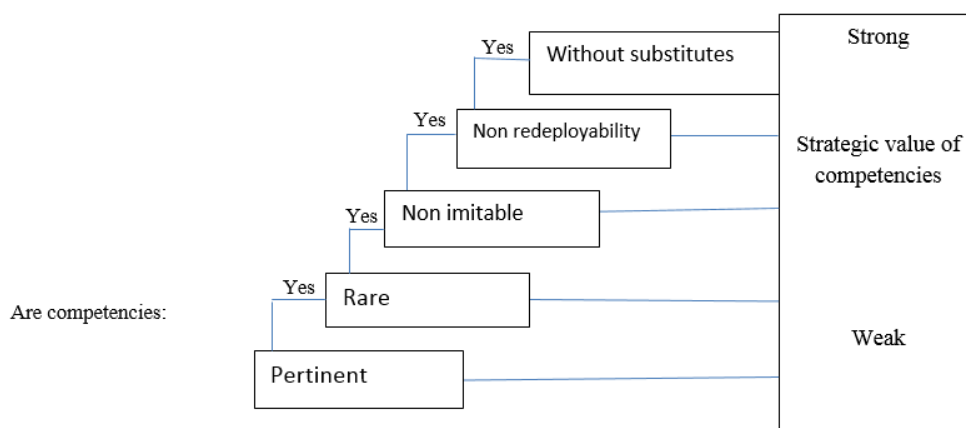 Strong
Yes
Without substitutes
Yes
Non redeployability
Strategic value of
competencies
Yes
Non imitable
Yes
Rare
Are competencies:
Weak
Pertinent